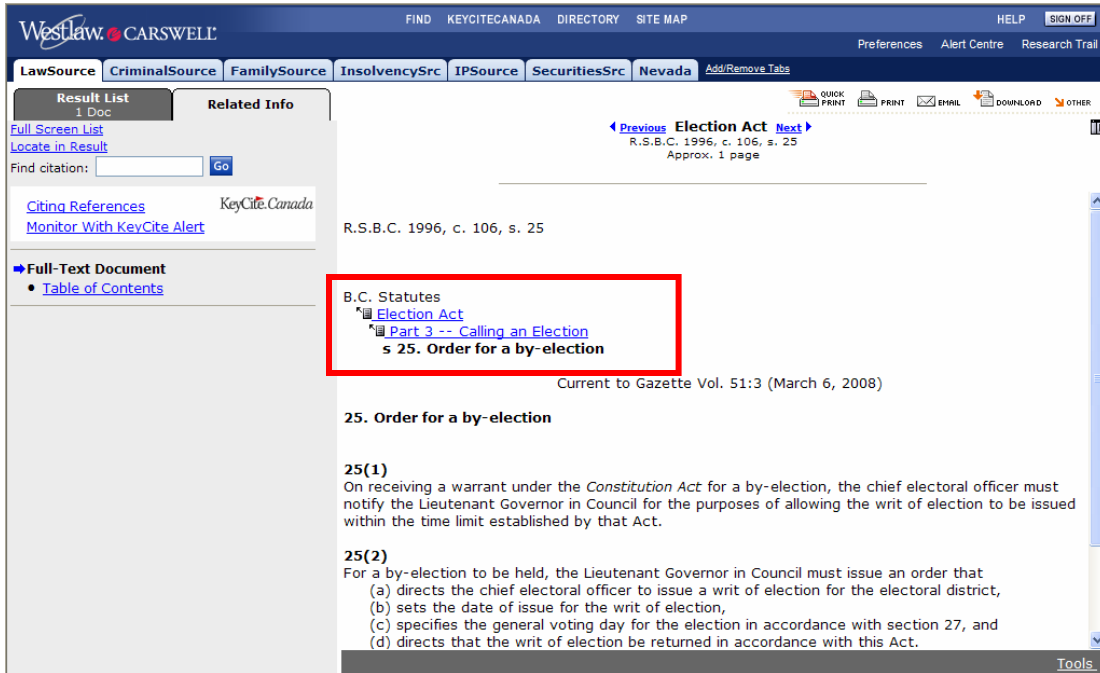 Westlaw. CARSWELL
FIND KEYCITECANADA DIRECTORY SITE MAP
HELP SIGN OFF
Preferences Alert Centre Research Trail
LawSource CriminalSource FamilySource InsolvencySrc IPSource SecuritiesSrc Nevada Add/Remove Tabs
Result List
1 Doc
Related Info
QUICK PRINT PRINT EMAIL DOWNLOAD OTHER
Full Screen List
Locate in Result
Find citation: Go
Citing References KeyCite.Canada
Monitor With KeyCite Alert
Full-Text Document
• Table of Contents
Previous Election Act Next
R.S.B.C. 1996, c. 106, s. 25
Approx. 1 page
R.S.B.C. 1996, c. 106, s. 25
B.C. Statutes
Election Act
Part 3 -- Calling an Election
s 25. Order for a by-election
Current to Gazette Vol. 51:3 (March 6, 2008)
25. Order for a by-election
25(1)
On receiving a warrant under the Constitution Act for a by-election, the chief electoral officer must
notify the Lieutenant Governor in Council for the purposes of allowing the writ of election to be issued
within the time limit established by that Act.
25(2)
For a by-election to be held, the Lieutenant Governor in Council must issue an order that
(a) directs the chief electoral officer to issue a writ of election for the electoral district,
(b) sets the date of issue for the writ of election,
(c) specifies the general voting day for the election in accordance with section 27, and
(d) directs that the writ of election be returned in accordance with this Act.
Tools